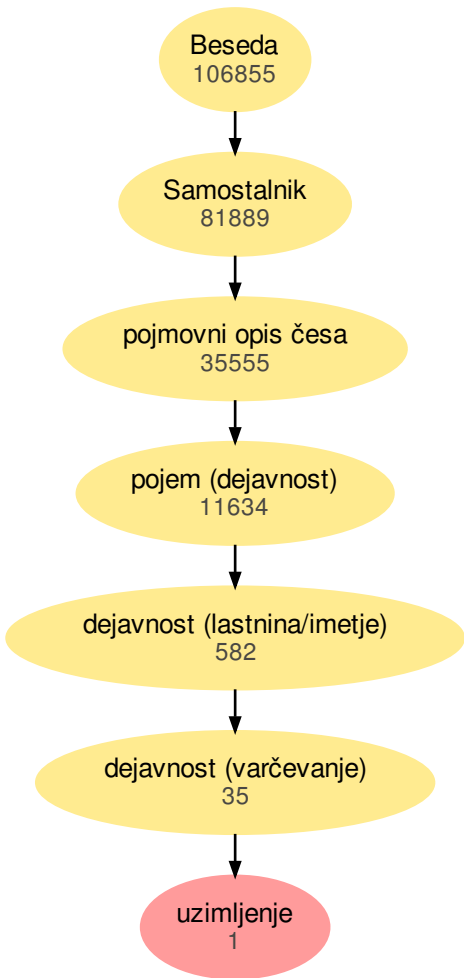 Beseda
106855
Samostalnik
81889
pojmovni opis česa
35555
pojem (dejavnost)
11634
dejavnost (lastnina/imetje)
582
dejavnost (varčevanje)
35
uzimljenje
1